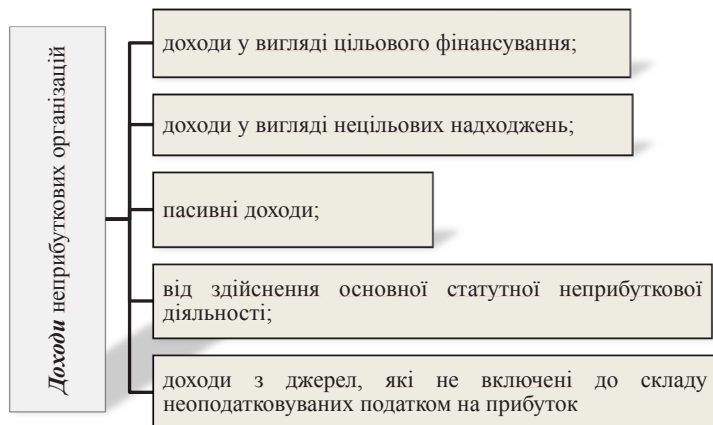 Доходи неприбуткових організацій
доходи у вигляді цільового фінансування;
доходи у вигляді нецільових надходжень;
пасивні доходи;
від здійснення основної статутної неприбуткової
діяльності;
доходи з джерел, які не включені до складу
неоподатковуваних податком на прибуток